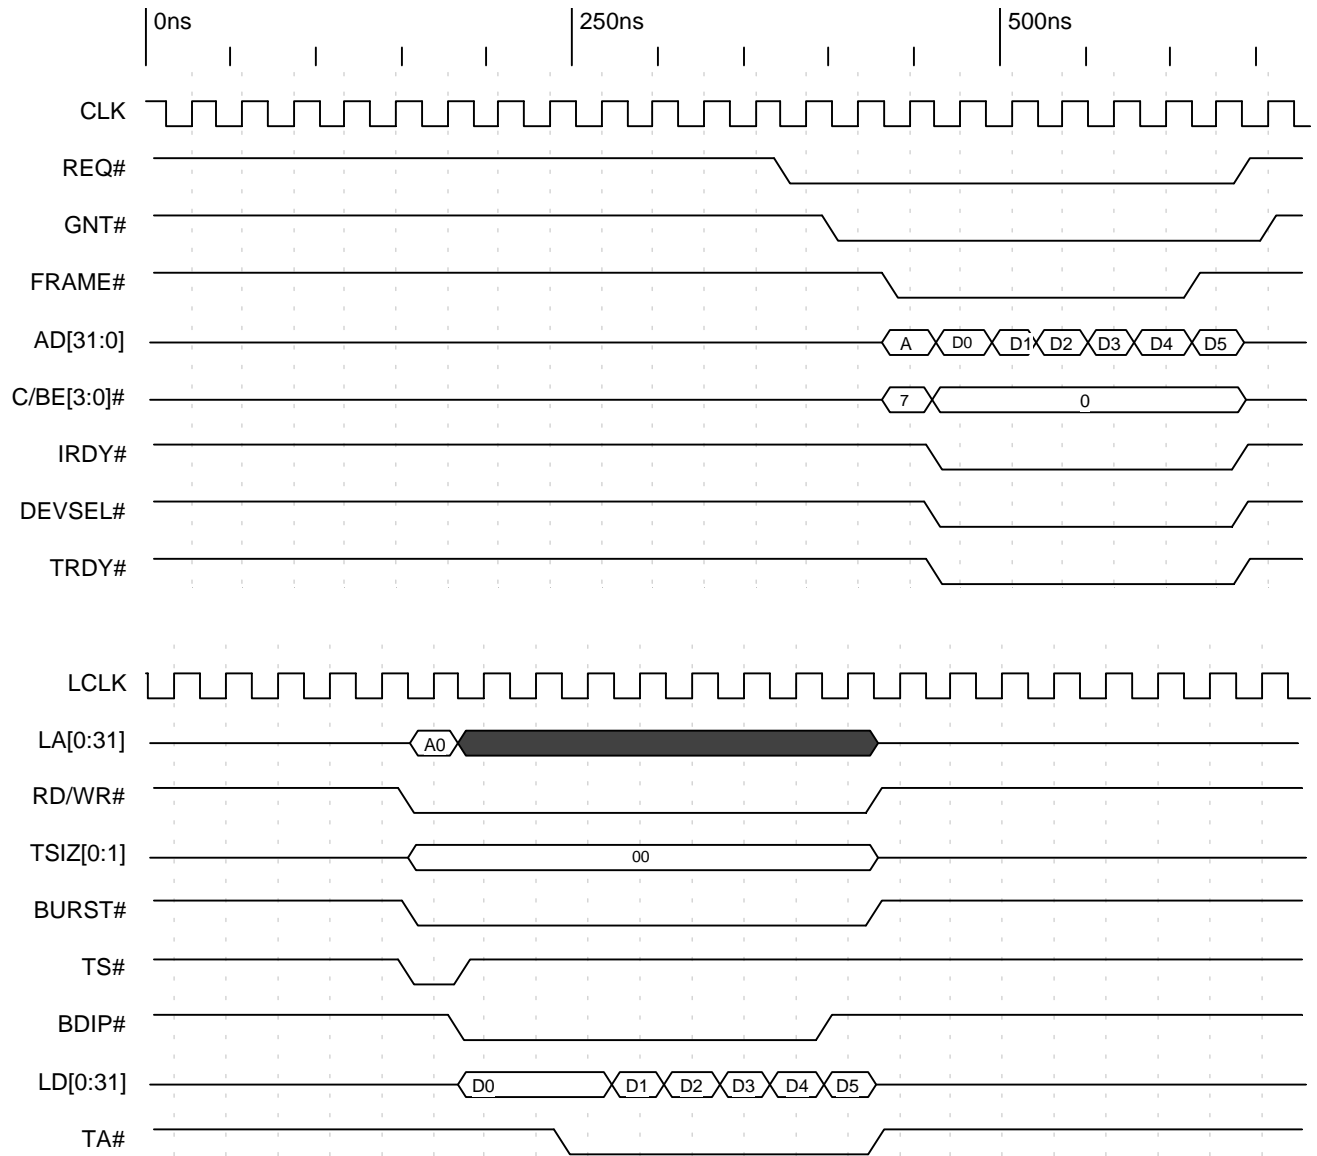 0ns 250ns 500ns
CLK
REQ#
GNT#
FRAME#
AD[31:0] A D0 D1 D2 D3 D4 D5
C/BE[3:0]# 7 0
IRDY#
DEVSEL#
TRDY#
LCLK
LA[0:31] A0
RD/WR#
TSIZ[0:1] 00
BURST#
TS#
BDIP#
LD[0:31] D0 D1 D2 D3 D4 D5
TA#